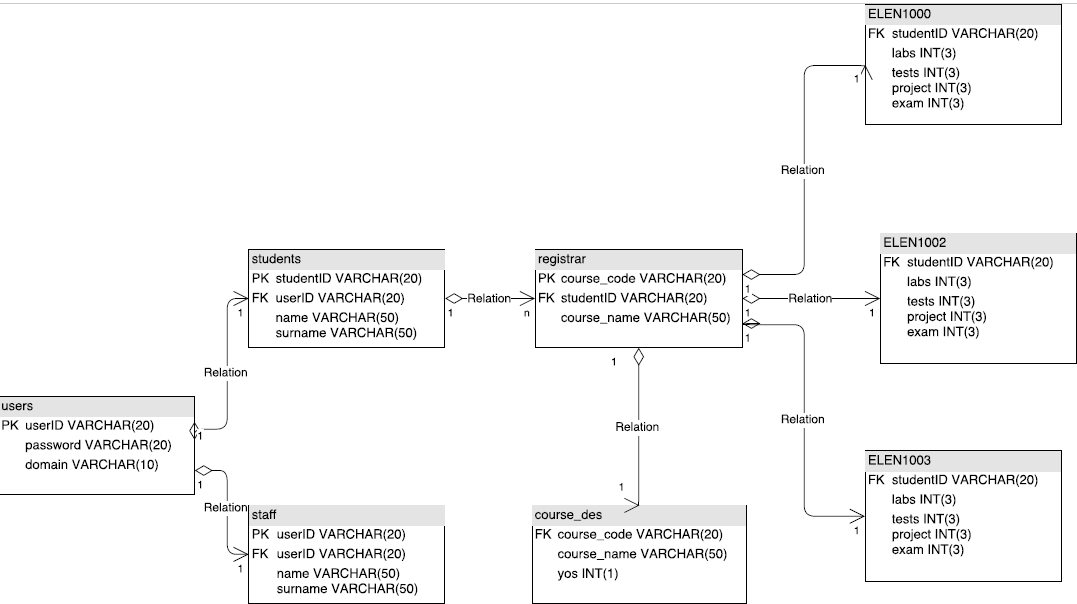 ELEN1000
FK studentID VARCHAR(20)
labs INT(3)
tests INT(3)
project INT(3)
exam INT(3)
1
Relation
students
PK studentID VARCHAR(20)
FK userID VARCHAR(20)
name VARCHAR(50)
surname VARCHAR(50)
1
1
Relation
n
registrar
PK course_code VARCHAR(20)
FK studentID VARCHAR(20)
course_name VARCHAR(50)
1
1
1
Relation
1
ELEN1002
FK studentID VARCHAR(20)
labs INT(3)
tests INT(3)
project INT(3)
exam INT(3)
Relation
users
PK userID VARCHAR(20)
password VARCHAR(20)
domain VARCHAR(10)
1
1
Relation
1
staff
PK userID VARCHAR(20)
FK userID VARCHAR(20)
name VARCHAR(50)
surname VARCHAR(50)
1
Relation
1
course_des
FK course_code VARCHAR(20)
course_name VARCHAR(50)
yos INT(1)
Relation
1
ELEN1003
FK studentID VARCHAR(20)
labs INT(3)
tests INT(3)
project INT(3)
exam INT(3)